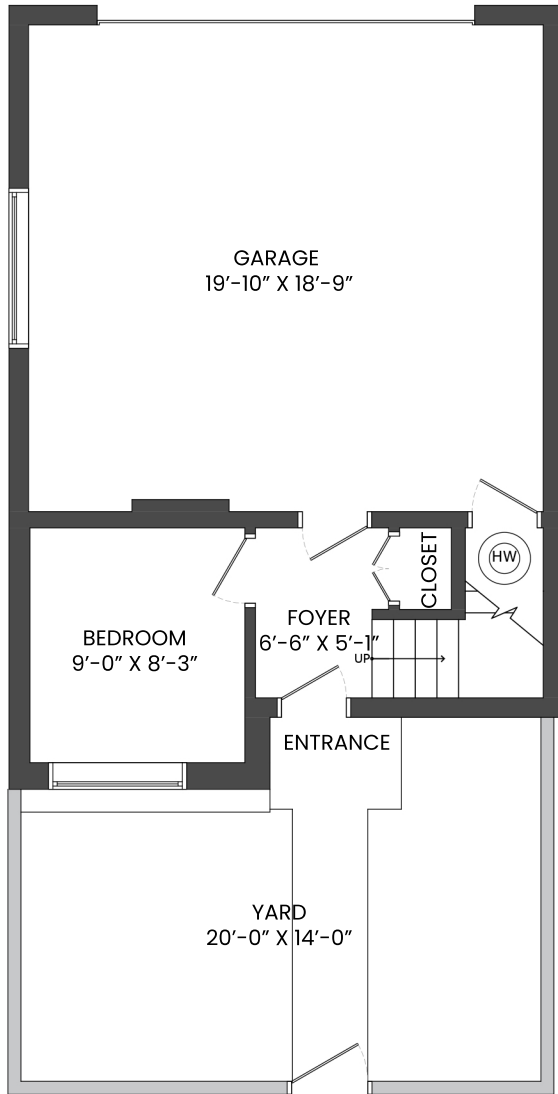 GARAGE
19’-10” X 18’-9”
HW
CLOSET
FOYER
6’-6” X 5’-1”
BEDROOM
9’-0” X 8’-3”
UP
ENTRANCE
YARD
20’-0” X 14’-0”